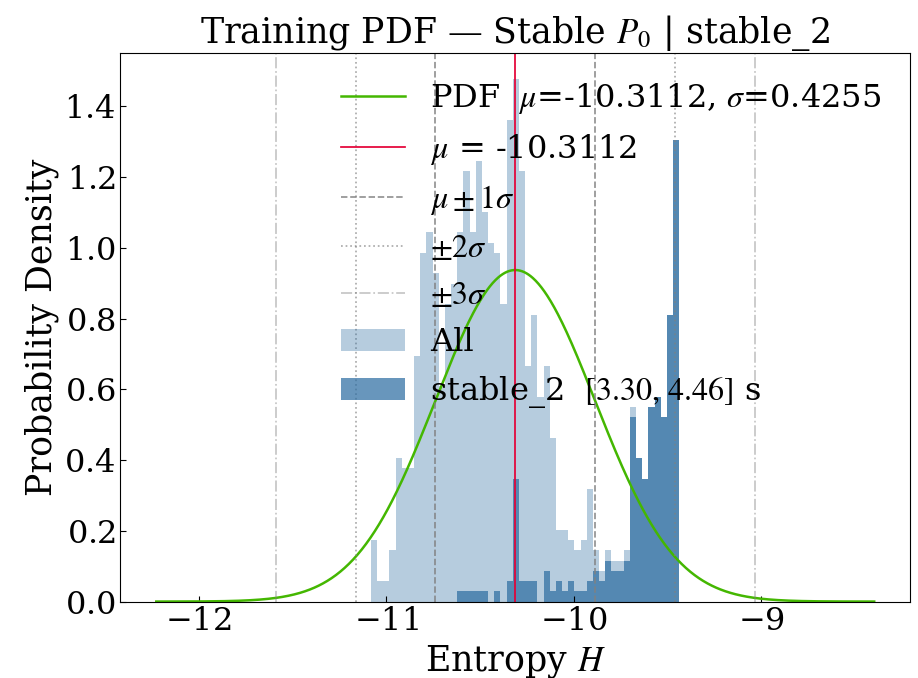 Training PDF — Stable P₀ | stable_2
PDF μ=-10.3112, σ=0.4255
μ = -10.3112
μ ± 1σ
±2σ
±3σ
All
stable_2 [3.30, 4.46] s
Probability Density
1.4
1.2
1.0
0.8
0.6
0.4
0.2
0.0
−12 −11 −10 −9
Entropy H